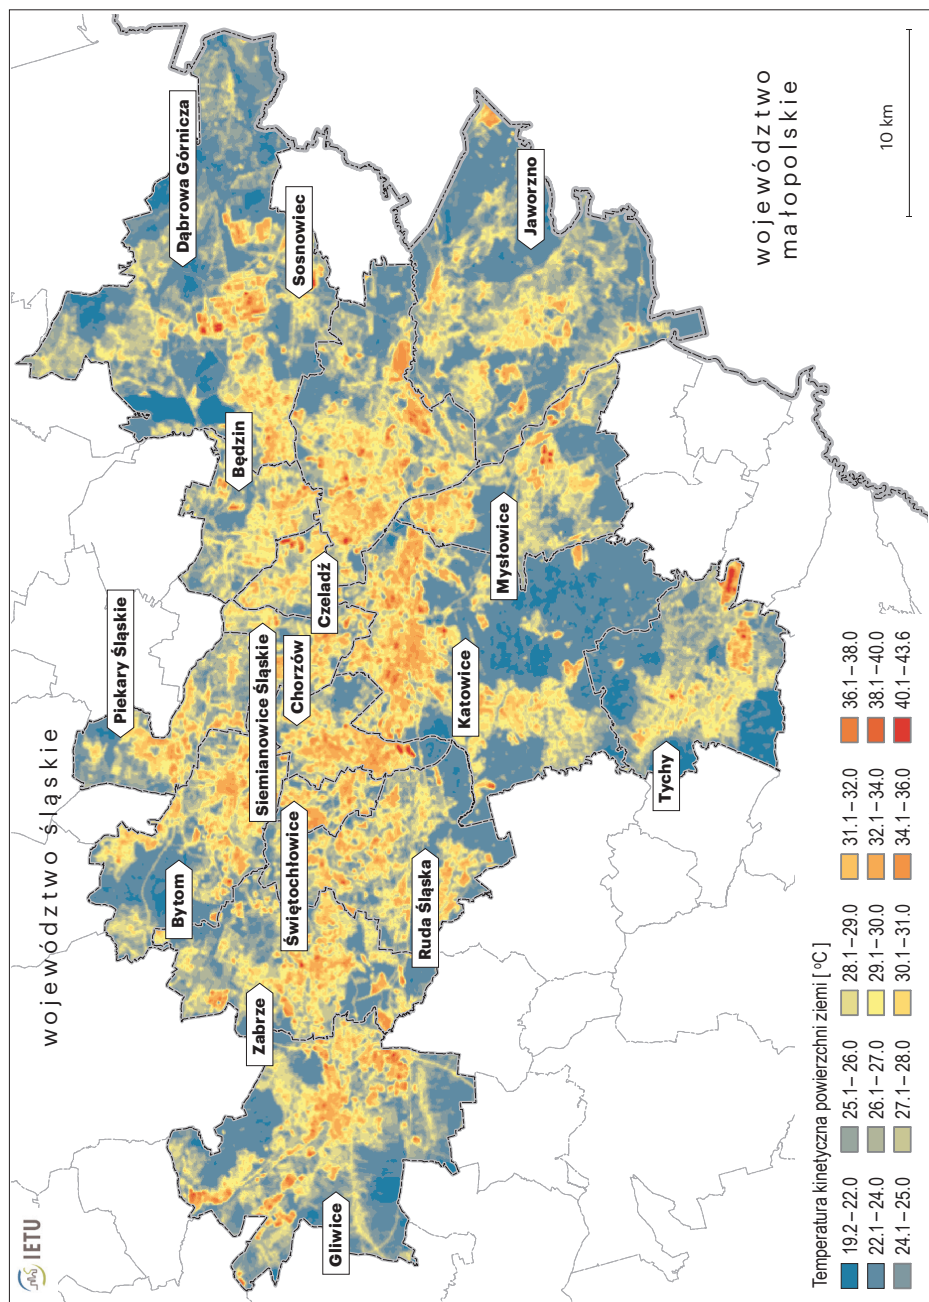 IETU
województwo śląskie
województwo
małopolskie
Gliwice
Zabrze
Bytom
Piekary Śląskie
Świętochłowice
Ruda Śląska
Siemianowice Śląskie
Chorzów
Czeladź
Katowice
Tychy
Będzin
Mysłowice
Dąbrowa Górnicza
Sosnowiec
Jaworzno
10 km
Temperatura kinetyczna powierzchni ziemi [ ºC]
19.2 – 22.0
22.1 – 24.0
24.1 – 25.0
25.1 – 26.0
26.1 – 27.0
27.1 – 28.0
28.1 – 29.0
29.1 – 30.0
30.1 – 31.0
31.1 – 32.0
32.1 – 34.0
34.1 – 36.0
36.1 – 38.0
38.1 – 40.0
40.1 – 43.6